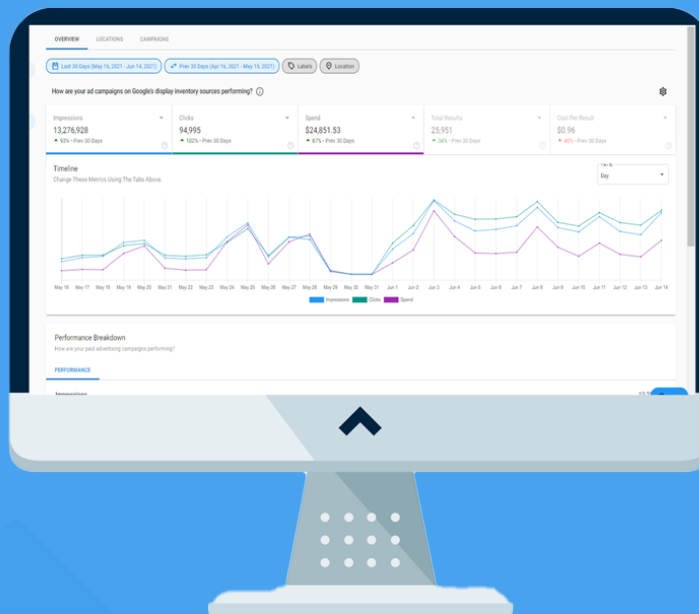 OVERVIEW LOCATIONS CAMPAIGNS
Last 30 Days (May 16, 2021 - Jun 14, 2021) Prev 30 Days (Apr 16, 2021 - May 15, 2021) Labels Location
How are your ad campaigns on Google's display inventory sources performing?
Impressions Clicks Spend Total Results Cost Per Result
13,276,928 94,995 $24,851.53 25,951 $0.96
93% • Prev 30 Days 102% • Prev 30 Days 87% • Prev 30 Days 34% • Prev 30 Days 40% • Prev 30 Days
Timeline
Change These Metrics Using The Tabs Above.
Day
May 16 May 17 May 18 May 19 May 20 May 21 May 22 May 23 May 24 May 25 May 26 May 27 May 28 May 29 May 30 May 31 Jun 1 Jun 2 Jun 3 Jun 4 Jun 5 Jun 6 Jun 7 Jun 8 Jun 9 Jun 10 Jun 11 Jun 12 Jun 13 Jun 14
Impressions Clicks Spend
Performance Breakdown
How are your paid advertising campaigns performing?
PERFORMANCE
Impressions